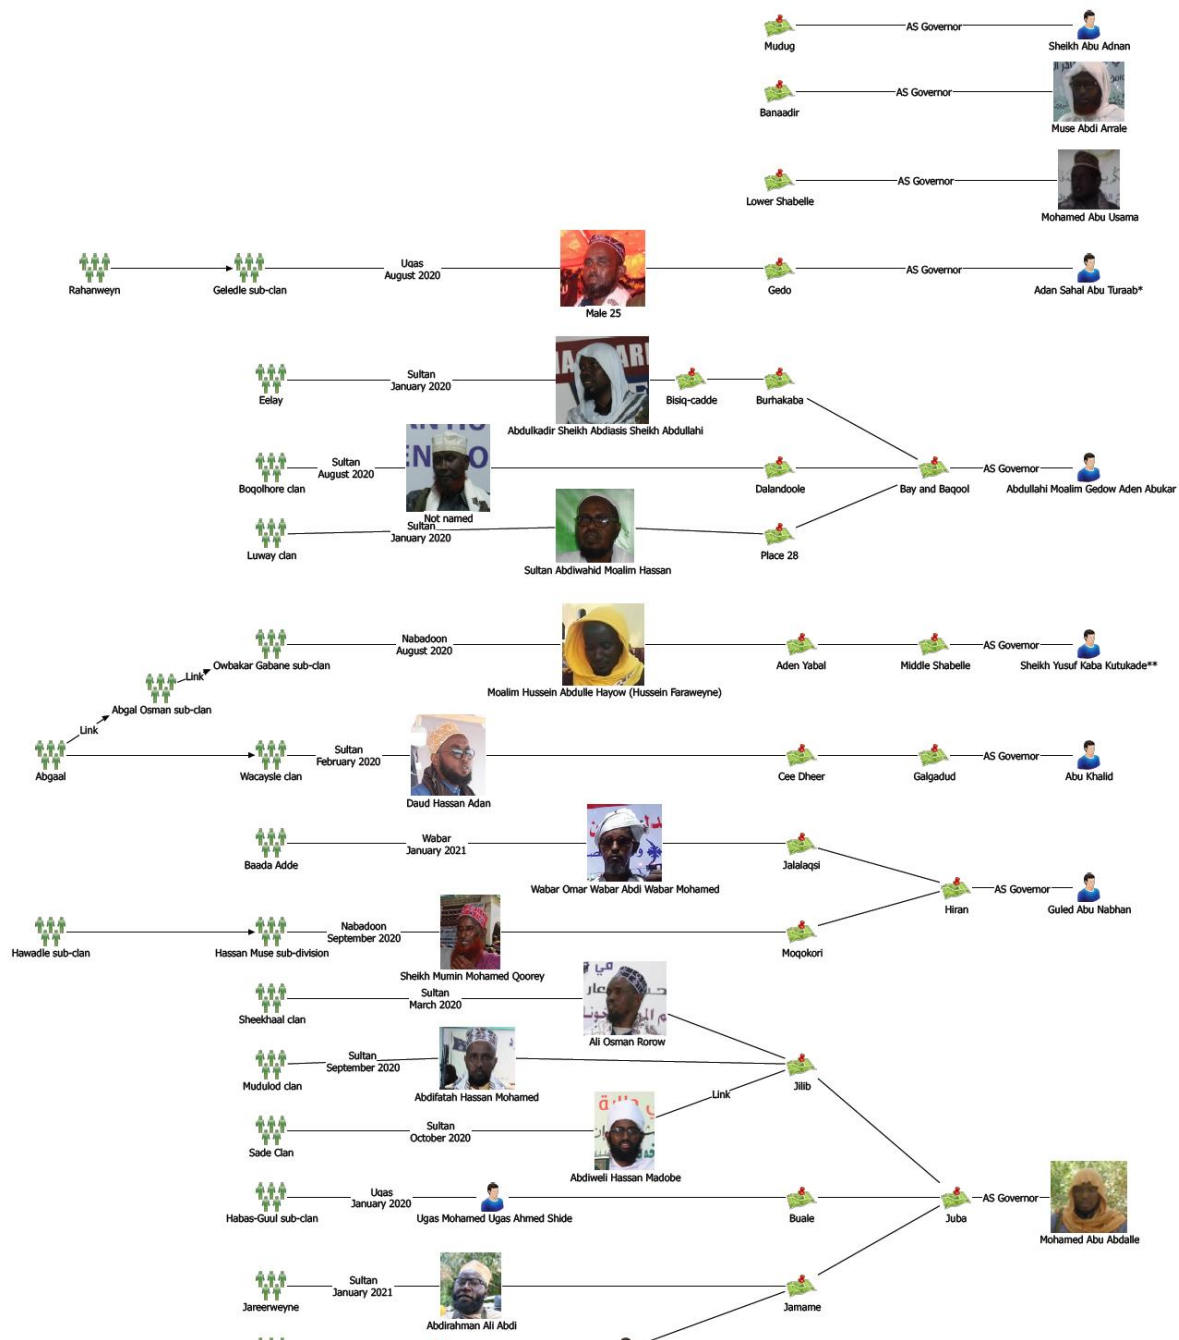 Mudug
AS Governor
Sheikh Abu Adnan
Banaadir
AS Governor
Muse Abdi Arrale
Lower Shabelle
AS Governor
Mohamed Abu Usama
Rahanweyn
Geledle sub-clan
Ugas
August 2020
Male 25
Gedo
AS Governor
Adan Sahal Abu Turaab*
Eelay
Sultan
January 2020
Abdulkadir Sheikh Abdiasis Sheikh Abdullahi
Bisiq-cadde
Burhakaba
Boqolhore clan
Sultan
August 2020
Not named
Dalandoole
Bay and Baqool
AS Governor
Abdullahi Moalim Gedow Aden Abukar
Luway clan
Sultan
January 2020
Sultan Abdiwahid Moalim Hassan
Place 28
Owbakar Gabane sub-clan
Nabadoon
August 2020
Moalim Hussein Abdulle Hayow (Hussein Faraweyne)
Aden Yabal
Middle Shabelle
AS Governor
Sheikh Yusuf Kaba Kutukade**
Link
Abgal Osman sub-clan
Link
Abgaal
Wacaysle clan
Sultan
February 2020
Daud Hassan Adan
Cee Dheer
Galgadud
AS Governor
Abu Khalid
Baada Adde
Wabar
January 2021
Wabar Omar Wabar Abdi Wabar Mohamed
Jalalaqsi
Hiran
AS Governor
Guled Abu Nabhan
Hawadle sub-clan
Hassan Muse sub-division
Nabadoon
September 2020
Sheikh Mumin Mohamed Qoorey
Moqokori
Sheekhaal clan
Sultan
March 2020
Ali Osman Rorow
Mudulod clan
Sultan
September 2020
Abdifatah Hassan Mohamed
Jilib
Link
Sade Clan
Sultan
October 2020
Abdiweli Hassan Madobe
Habas-Guul sub-clan
Ugas
January 2020
Ugas Mohamed Ugas Ahmed Shide
Buale
Juba
AS Governor
Mohamed Abu Abdalle
Jareerweyne
Sultan
January 2021
Abdirahman Ali Abdi
Jamame